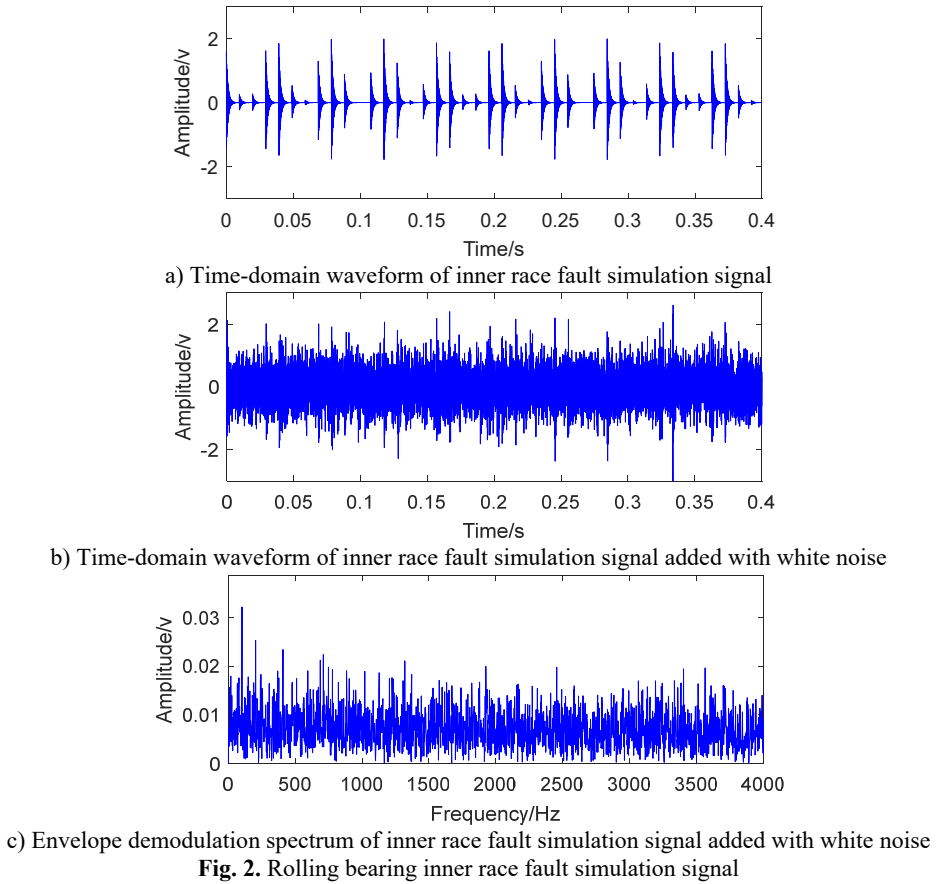 2
0
-2
Amplitude/v
0 0.05 0.1 0.15 0.2 0.25 0.3 0.35 0.4
Time/s
a) Time-domain waveform of inner race fault simulation signal
2
0
-2
Amplitude/v
0 0.05 0.1 0.15 0.2 0.25 0.3 0.35 0.4
Time/s
b) Time-domain waveform of inner race fault simulation signal added with white noise
0.03
0.02
0.01
0
Amplitude/v
0 500 1000 1500 2000 2500 3000 3500 4000
Frequency/Hz
c) Envelope demodulation spectrum of inner race fault simulation signal added with white noise
Fig. 2. Rolling bearing inner race fault simulation signal